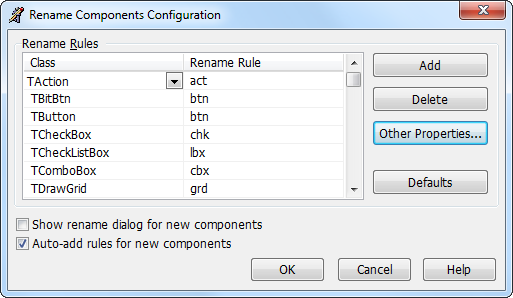 Rename Components Configuration
Rename Rules
Class Rename Rule
TAction act
TBitBtn btn
TButton btn
TCheckBox chk
TCheckListBox lbx
TComboBox cbx
TDrawGrid grd
Add
Delete
Other Properties...
Defaults
Show rename dialog for new components
Auto-add rules for new components
OK Cancel Help